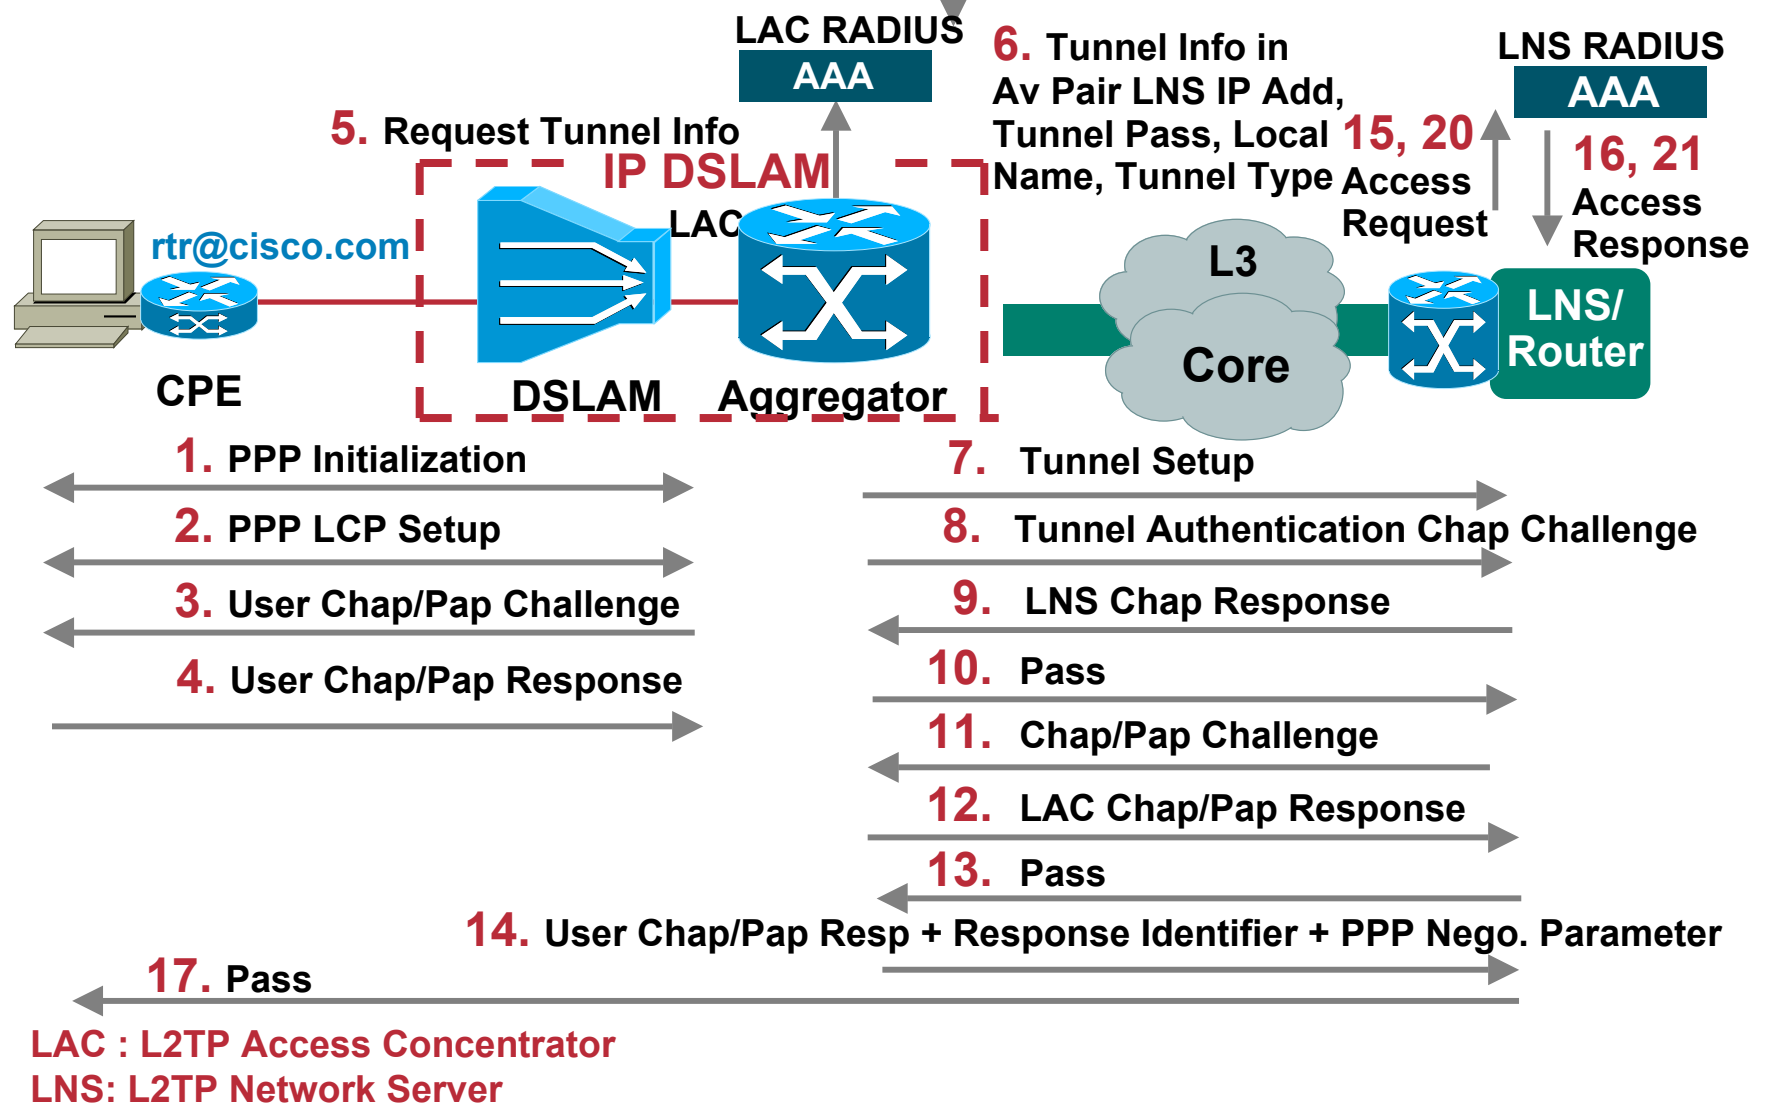 LAC RADIUS
AAA
6. Tunnel Info in
Av Pair LNS IP Add,
Tunnel Pass, Local
Name, Tunnel Type
LNS RADIUS
AAA
5. Request Tunnel Info
15, 20
Access
Request
16, 21
Access
Response
IP DSLAM
LAC
rtr@cisco.com
L3
Core
LNS/
Router
CPE
DSLAM
Aggregator
1. PPP Initialization
2. PPP LCP Setup
3. User Chap/Pap Challenge
4. User Chap/Pap Response
7. Tunnel Setup
8. Tunnel Authentication Chap Challenge
9. LNS Chap Response
10. Pass
11. Chap/Pap Challenge
12. LAC Chap/Pap Response
13. Pass
14. User Chap/Pap Resp + Response Identifier + PPP Nego. Parameter
17. Pass
LAC : L2TP Access Concentrator
LNS: L2TP Network Server